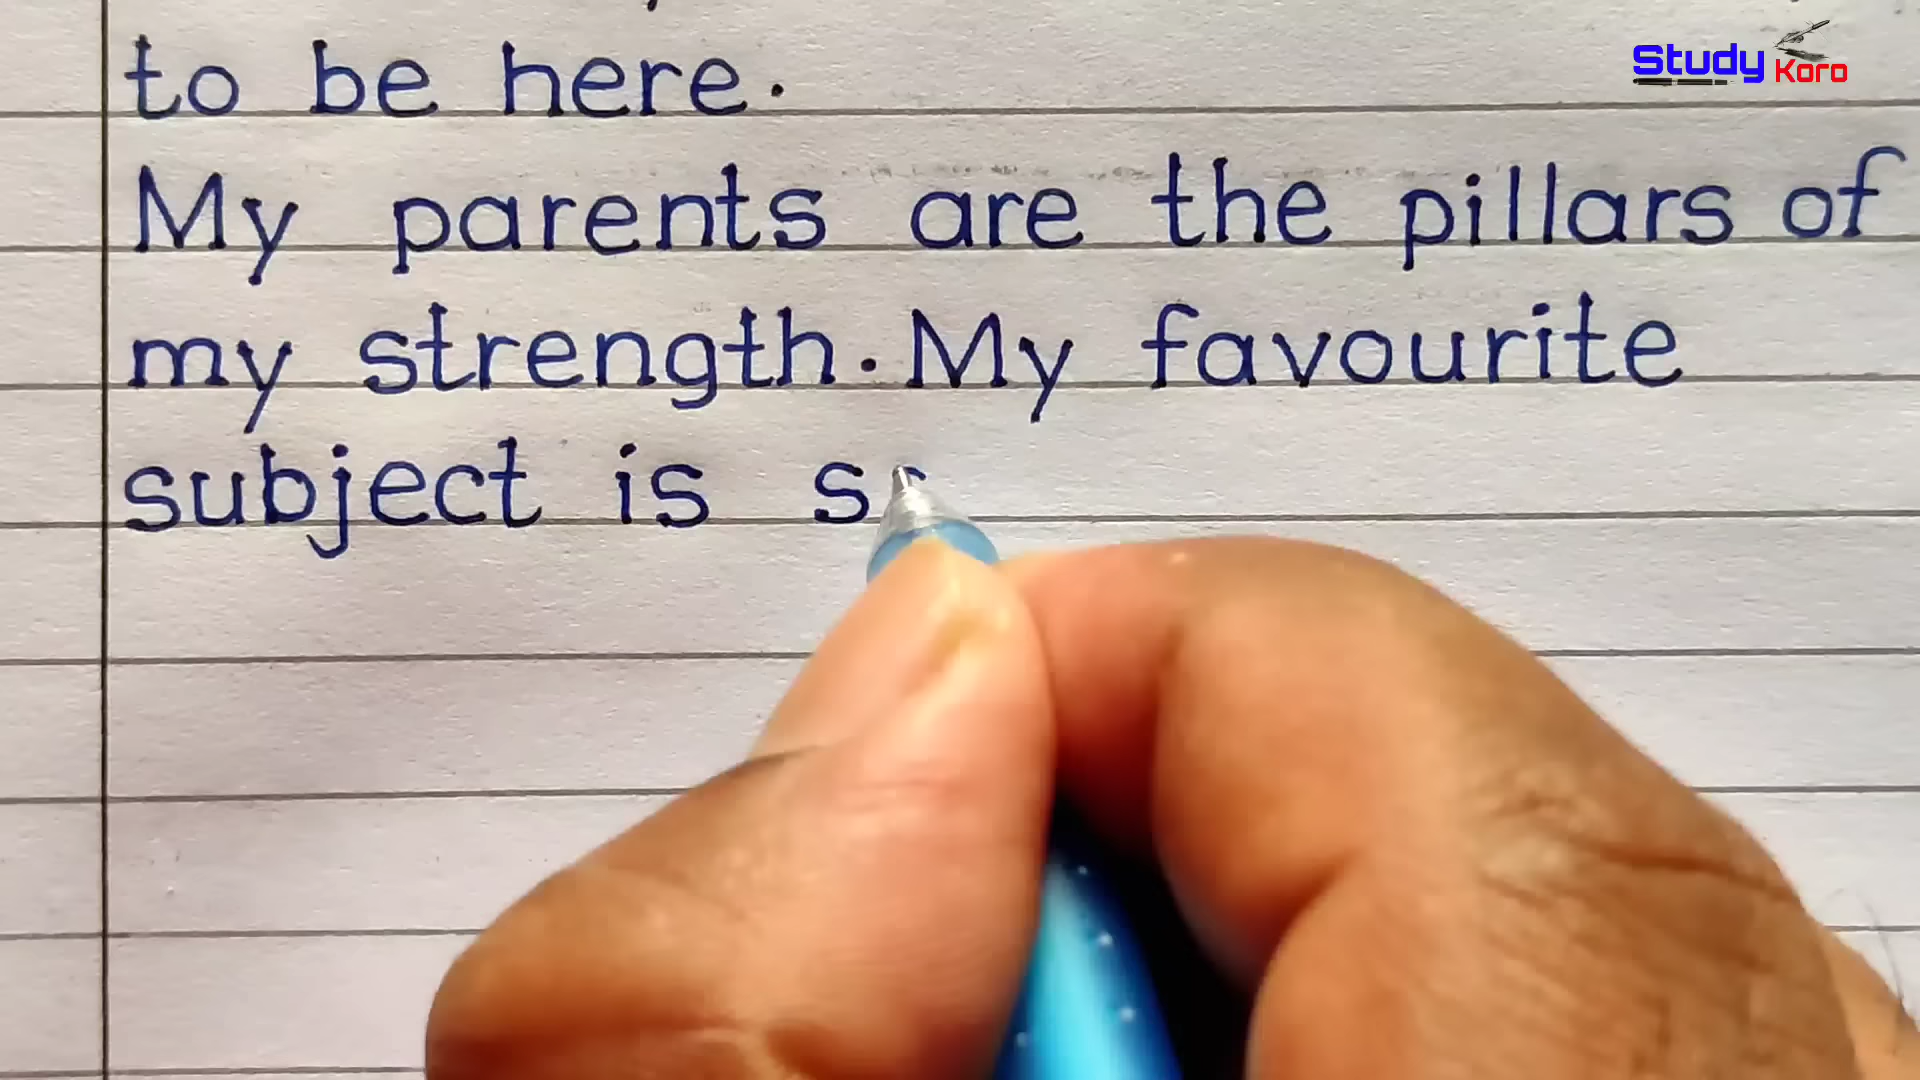 to be here.
My parents are the pillars of
my strength. My favourite
subject is
Study Koro